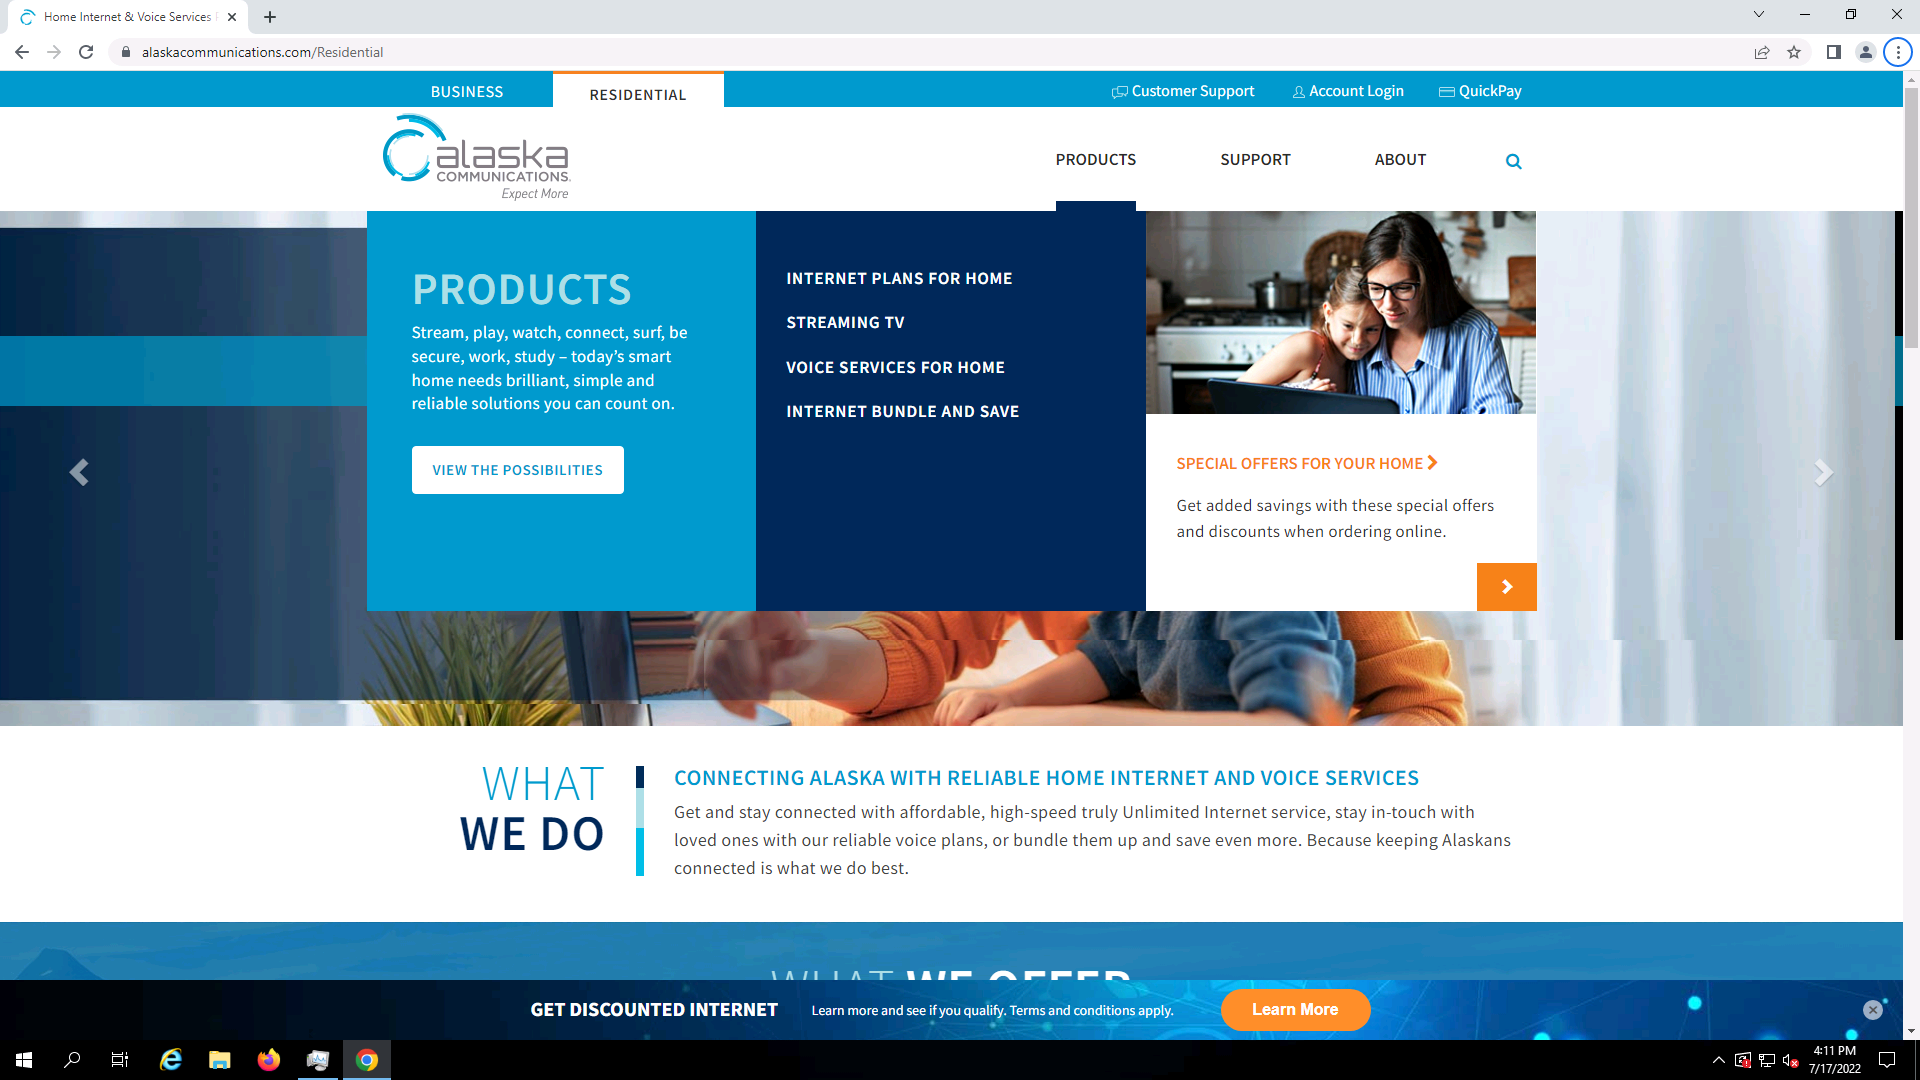 Home Internet & Voice Services
alaskacommunications.com/Residential
BUSINESS
RESIDENTIAL
Customer Support
Account Login
QuickPay
alaska
COMMUNICATIONS.
Expect More
PRODUCTS
SUPPORT
ABOUT
PRODUCTS
Stream, play, watch, connect, surf, be
secure, work, study – today's smart
home needs brilliant, simple and
reliable solutions you can count on.
VIEW THE POSSIBILITIES
INTERNET PLANS FOR HOME
STREAMING TV
VOICE SERVICES FOR HOME
INTERNET BUNDLE AND SAVE
SPECIAL OFFERS FOR YOUR HOME
Get added savings with these special offers
and discounts when ordering online.
WHAT
WE DO
CONNECTING ALASKA WITH RELIABLE HOME INTERNET AND VOICE SERVICES
Get and stay connected with affordable, high-speed truly Unlimited Internet service, stay in-touch with
loved ones with our reliable voice plans, or bundle them up and save even more. Because keeping Alaskans
connected is what we do best.
WHAT WE OFFER
GET DISCOUNTED INTERNET
Learn more and see if you qualify. Terms and conditions apply.
Learn More
4:11 PM
7/17/2022